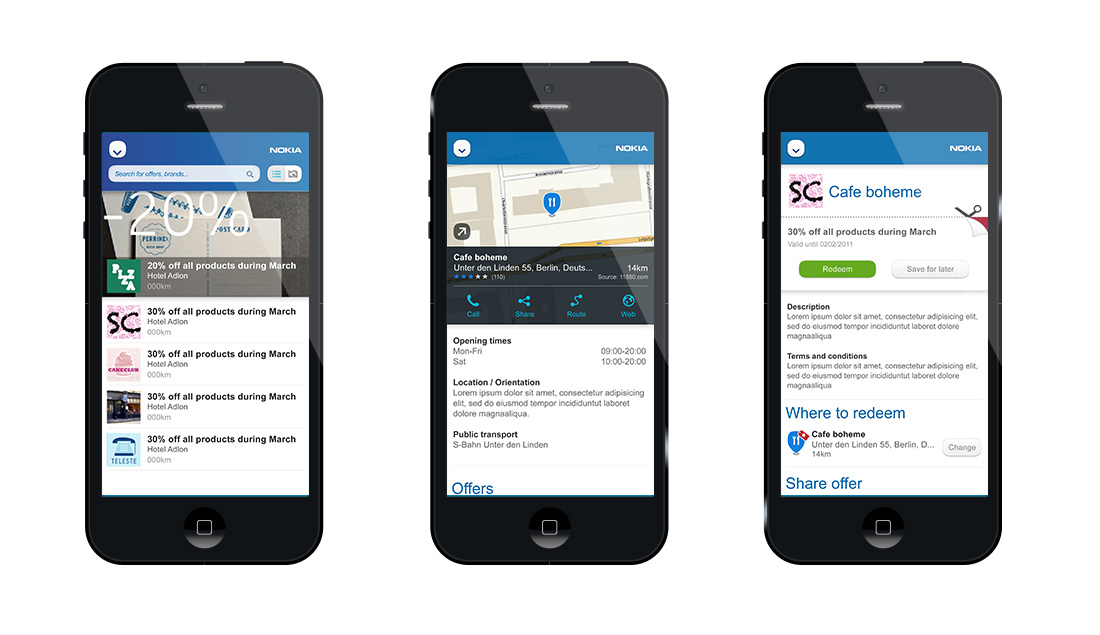 NOKIA
Search for offers, brands...
-20%
PERRINE
POST CARD
PIZZA
20% off all products during March
Hotel Adlon
000km
SC
30% off all products during March
Hotel Adlon
000km
CAKECLUB
30% off all products during March
Hotel Adlon
000km
30% off all products during March
Hotel Adlon
000km
TELESTE
30% off all products during March
Hotel Adlon
000km
NOKIA
Cafe boheme
Unter den Linden 55, Berlin, Deuts...
14km
(110)
Source: 11880.com
Call
Share
Route
Web
Opening times
Mon-Fri
09:00-20:00
Sat
10:00-20:00
Location / Orientation
Lorem ipsum dolor sit amet, consectetur adipisicing
elit, sed do eiusmod tempor incididuntut laboret
dolore magnaaliqua.
Public transport
S-Bahn Unter den Linden
Offers
NOKIA
SC
Cafe boheme
30% off all products during March
Valid until 0202/2011
Redeem
Save for later
Description
Lorem ipsum dolor sit amet, consectetur adipisicing elit,
sed do eiusmod tempor incididuntut laboret dolore
magnaaliqua
Terms and conditions
Lorem ipsum dolor sit amet, consectetur adipisicing elit,
sed do eiusmod tempor incididuntut laboret dolore
magnaaliqua
Where to redeem
Cafe boheme
Unter den Linden 55, Berlin, D...
14km
Change
Share offer